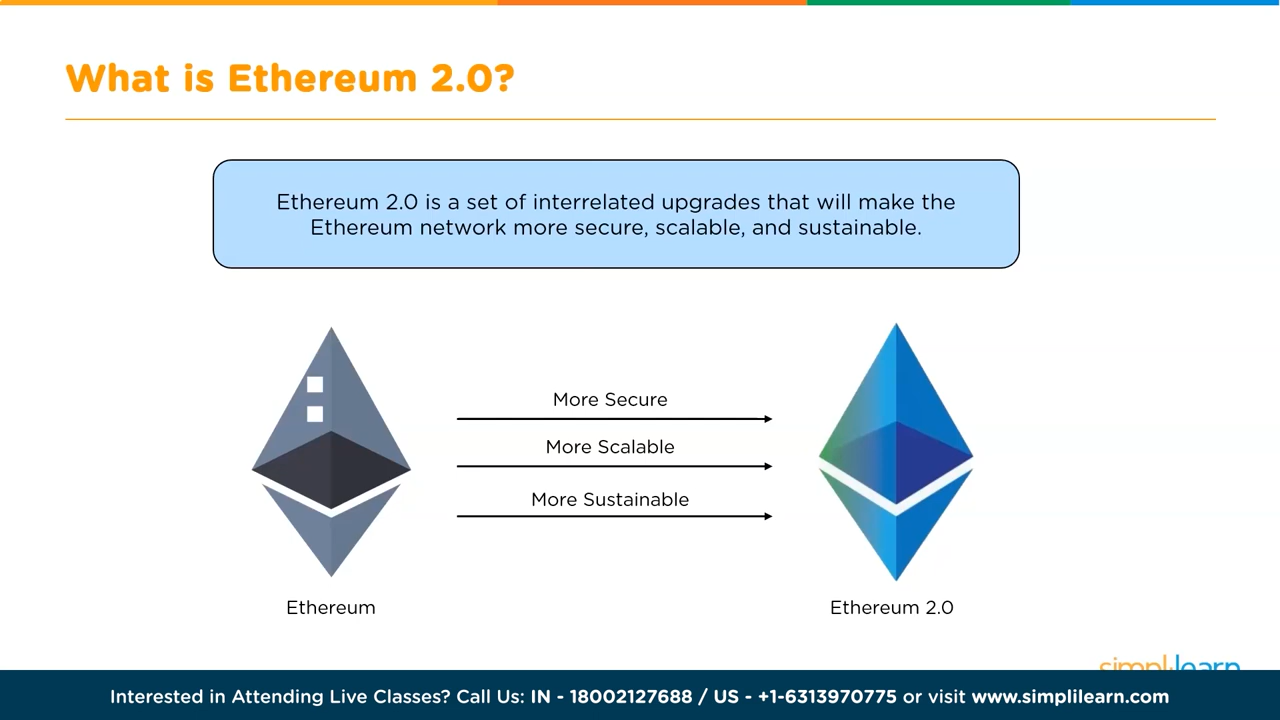 What is Ethereum 2.0?
Ethereum 2.0 is a set of interrelated upgrades that will make the
Ethereum network more secure, scalable, and sustainable.
More Secure
More Scalable
More Sustainable
Ethereum
Ethereum 2.0
simplilearn
Interested in Attending Live Classes? Call Us: IN - 18002127688 / US - +1-6313970775 or visit www.simplilearn.com